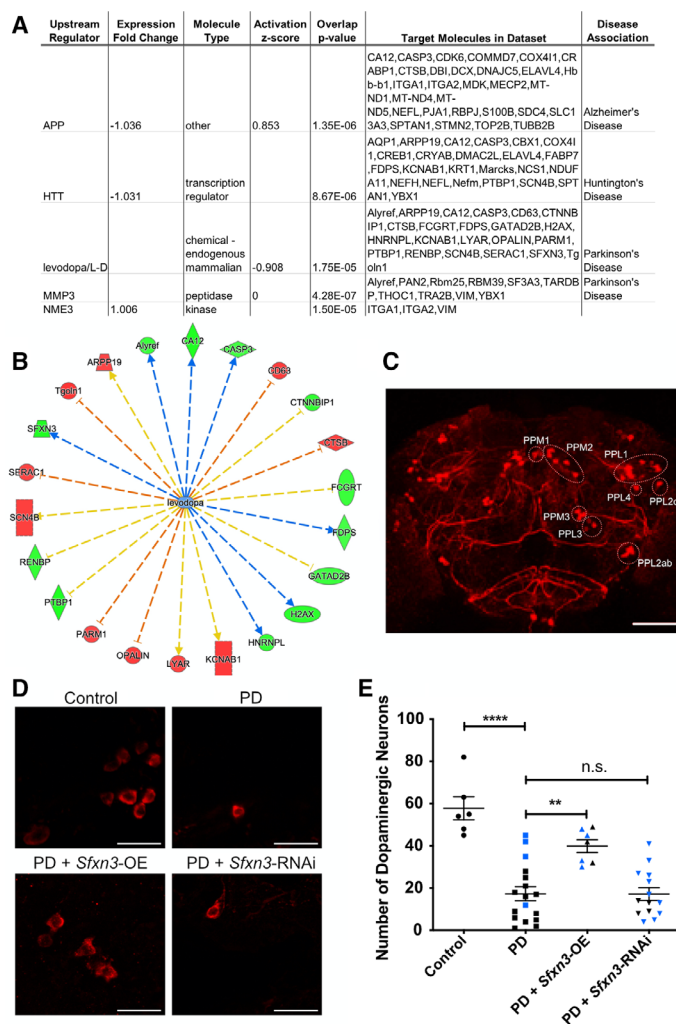 A
Upstream Regulator
Expression Fold Change
Molecule Type
Activation z-score
Overlap p-value
Target Molecules in Dataset
Disease Association
APP
-1.036
other
0.853
1.35E-06
CA12,CASP3,CDK6,COMMD7,COX4I1,CR
ABP1,CTSB,DBI,DCX,DNAJC5,ELAVL4,Hb
b-b1,ITGA1,ITGA2,MDK,MECP2,MT-
ND1,MT-ND4,MT-
ND5,NEFL,PJA1,RBPJ,S100B,SDC4,SLC1
3A3,SPTAN1,STMN2,TOP2B,TUBB2B
Alzheimer's
Disease
HTT
-1.031
transcription
regulator
8.67E-06
AQP1,ARPP19,CA12,CASP3,CBX1,COX4I
1,CREB1,CRYAB,DMAC2L,ELAVL4,FABP7
,FDPS,KCNAB1,KRT1,Marcks,NCS1,NDUF
A11,NEFH,NEFL,Nefm,PTBP1,SCN4B,SPT
AN1,YBX1
Huntington's
Disease
levodopa/L-D
chemical -
endogenous
mammalian
-0.908
1.75E-05
Alyref,ARPP19,CA12,CASP3,CD63,CTNNB
IP1,CTSB,FCGRT,FDPS,GATAD2B,H2AX,
HNRNPL,KCNAB1,LYAR,OPALIN,PARM1,
PTBP1,RENBP,SCN4B,SERAC1,SFXN3,Tg
oln1
Parkinson's
Disease
MMP3
peptidase
0
4.28E-07
Alyref,PAN2,Rbm25,RBM39,SF3A3,TARDB
P,THOC1,TRA2B,VIM,YBX1
Parkinson's
Disease
NME3
1.006
kinase
1.50E-05
ITGA1,ITGA2,VIM
B
Alyref
CA12
CASP3
ARPP19
CD63
Tgoln1
CTNNBIP1
SFXN3
CTSB
SERAC1
FCGRT
levodopa
SCN4B
FDPS
RENBP
GATAD2B
PTBP1
H2AX
PARM1
HNRNPL
OPALIN
LYAR
KCNAB1
C
PPM1
PPM2
PPL1
PPL4
PPL2c
PPM3
PPL3
PPL2ab
D
Control
PD
PD + Sfxn3-OE
PD + Sfxn3-RNAi
E
Number of Dopaminergic Neurons
100
80
60
40
20
0
****
**
n.s.
Control
PD
PD + Sfxn3-OE
PD + Sfxn3-RNAi